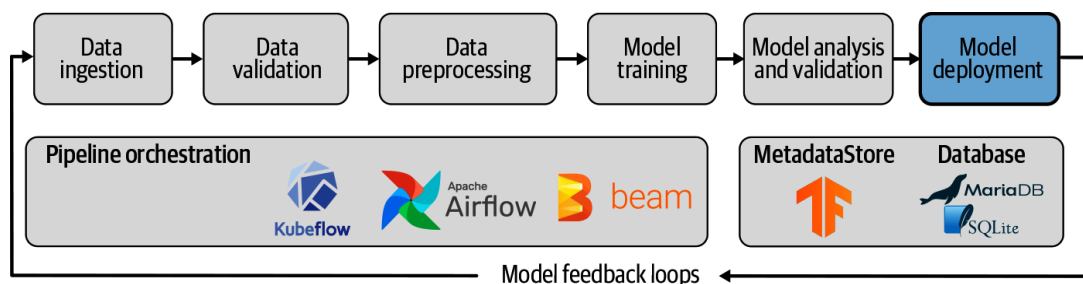 Data
ingestion
Data
validation
Data
preprocessing
Model
training
Model analysis
and validation
Model
deployment
Pipeline orchestration
Kubeflow
Apache
Airflow
beam
MetadataStore
Database
MariaDB
SQLite
Model feedback loops